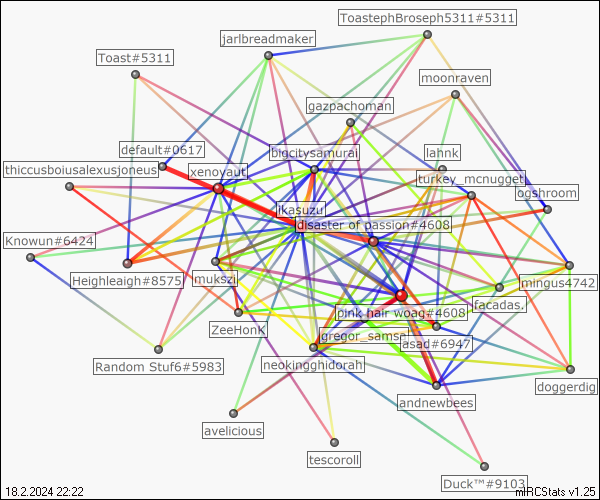 ToastephBroseph5311#5311
jarlbreadmaker
Toast#5311
moonraven
gazpachoman
default#0617
bigcitysamurai
lahnk
thiccusboiusalexusjoneus
xenoyaut
turkey_mcnugget
ogshroom
ikasuzu
disaster of passion#4608
Knowun#6424
Heighleaigh#8575
mukszi
mingus4742
facadas.
pink hair woag#4608
ZeeHonK
gregor_samsa
asad#6947
Random Stuf6#5983
neokingghidorah
doggerdig
andnewbees
avelicious
tescoroll
Duck™#9103
18.2.2024 22:22
mIRCStats v1.25